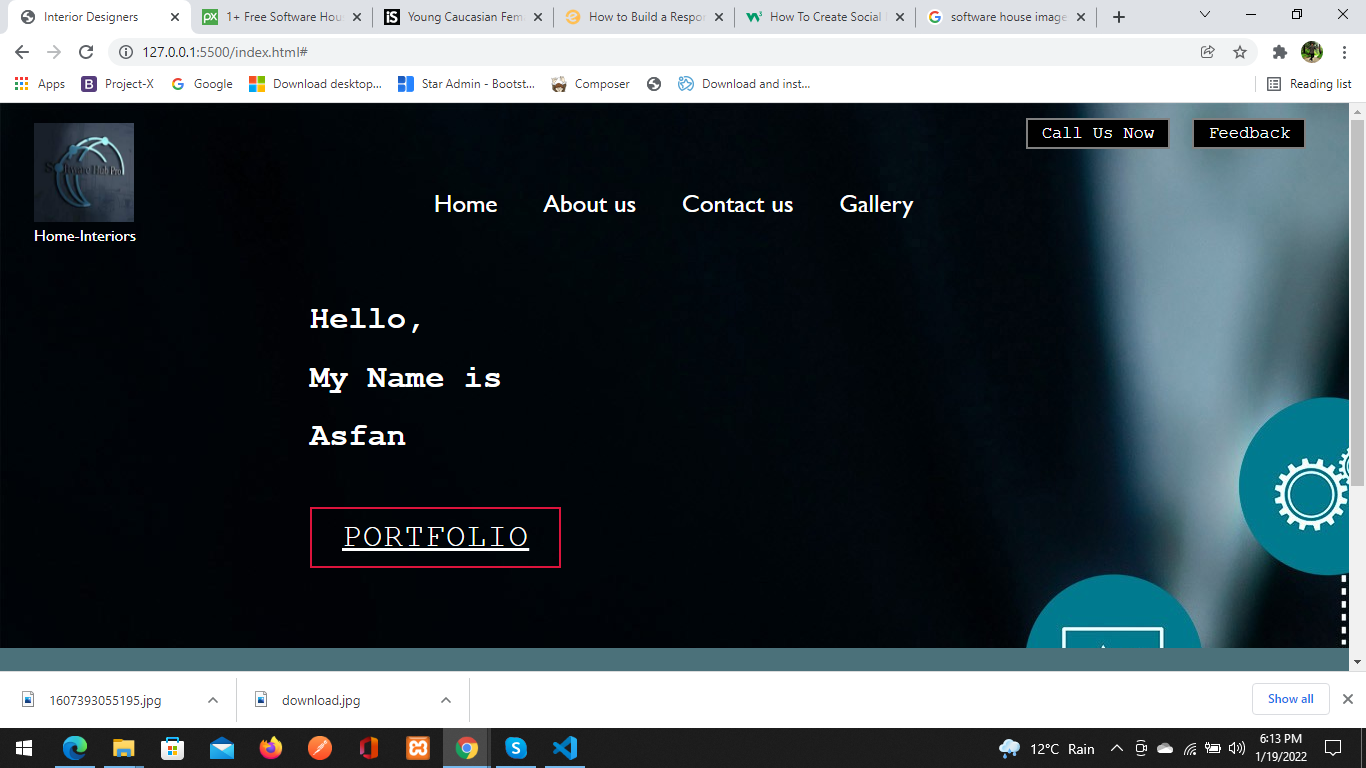 Interior Designers
1+ Free Software Hou
Young Caucasian Fem
How to Build a Respor
How To Create Social
software house image
127.0.0.1:5500/index.html#
Apps
Project-X
Google
Download desktop...
Star Admin - Bootst...
Composer
Download and inst...
Reading list
Call Us Now
Feedback
Home
About us
Contact us
Gallery
Home-Interiors
Hello,
My Name is
Asfan
PORTFOLIO
1607393055195.jpg
download.jpg
Show all
12°C Rain
6:13 PM
1/19/2022